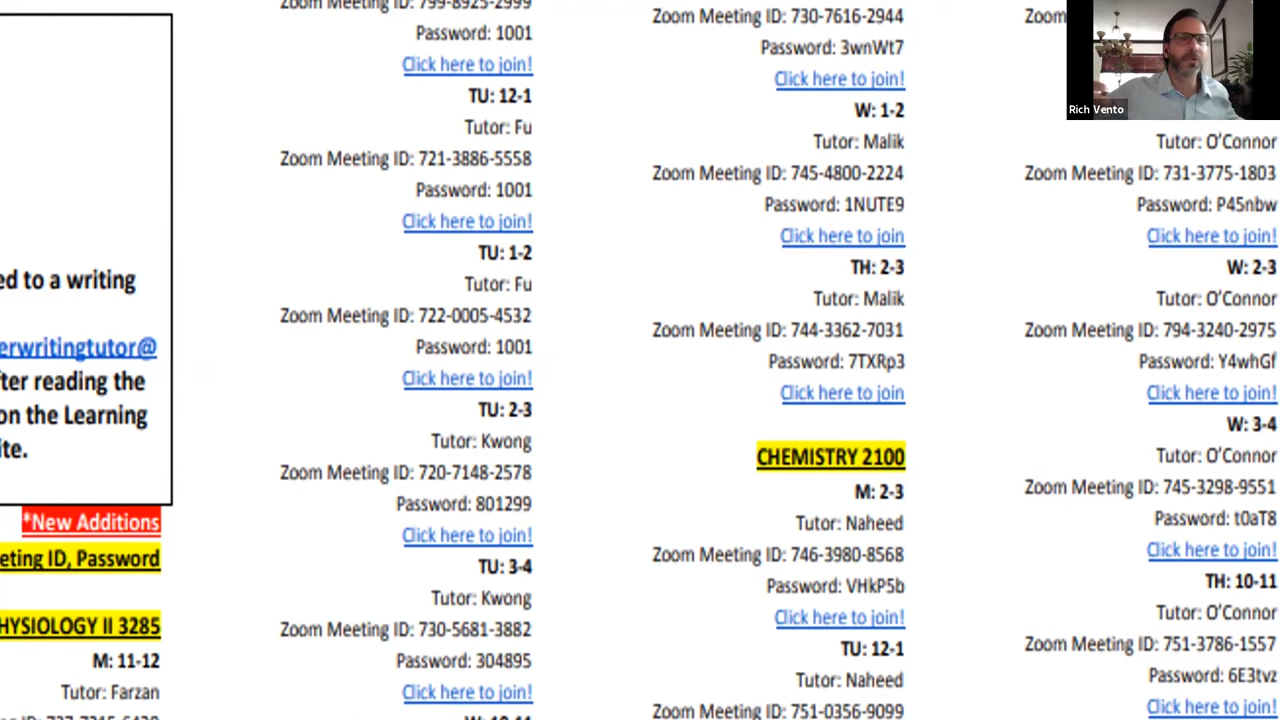 ed to a writing
erwritingtutor@
fter reading the
on the Learning
ite.
*New Additions
eting ID, Password
HYSIOLOGY II 3285
M: 11-12
Tutor: Farzan
Zoom Meeting ID: 799-8925-2999
Password: 1001
Click here to join!
TU: 12-1
Tutor: Fu
Zoom Meeting ID: 721-3886-5558
Password: 1001
Click here to join!
TU: 1-2
Tutor: Fu
Zoom Meeting ID: 722-0005-4532
Password: 1001
Click here to join!
TU: 2-3
Tutor: Kwong
Zoom Meeting ID: 720-7148-2578
Password: 801299
Click here to join!
TU: 3-4
Tutor: Kwong
Zoom Meeting ID: 730-5681-3882
Password: 304895
Click here to join!
Zoom Meeting ID: 730-7616-2944
Password: 3wnWt7
Click here to join!
W: 1-2
Tutor: Malik
Zoom Meeting ID: 745-4800-2224
Password: 1NUTE9
Click here to join
TH: 2-3
Tutor: Malik
Zoom Meeting ID: 744-3362-7031
Password: 7TXRp3
Click here to join
CHEMISTRY 2100
M: 2-3
Tutor: Naheed
Zoom Meeting ID: 746-3980-8568
Password: VHkP5b
Click here to join!
TU: 12-1
Tutor: Naheed
Zoom Meeting ID: 751-0356-9099
Zoom
Rich Vento
Tutor: O'Connor
Zoom Meeting ID: 731-3775-1803
Password: P45nbw
Click here to join!
W: 2-3
Tutor: O'Connor
Zoom Meeting ID: 794-3240-2975
Password: Y4whGf
Click here to join!
W: 3-4
Tutor: O'Connor
Zoom Meeting ID: 745-3298-9551
Password: t0aT8
Click here to join!
TH: 10-11
Tutor: O'Connor
Zoom Meeting ID: 751-3786-1557
Password: 6E3tvz
Click here to join!